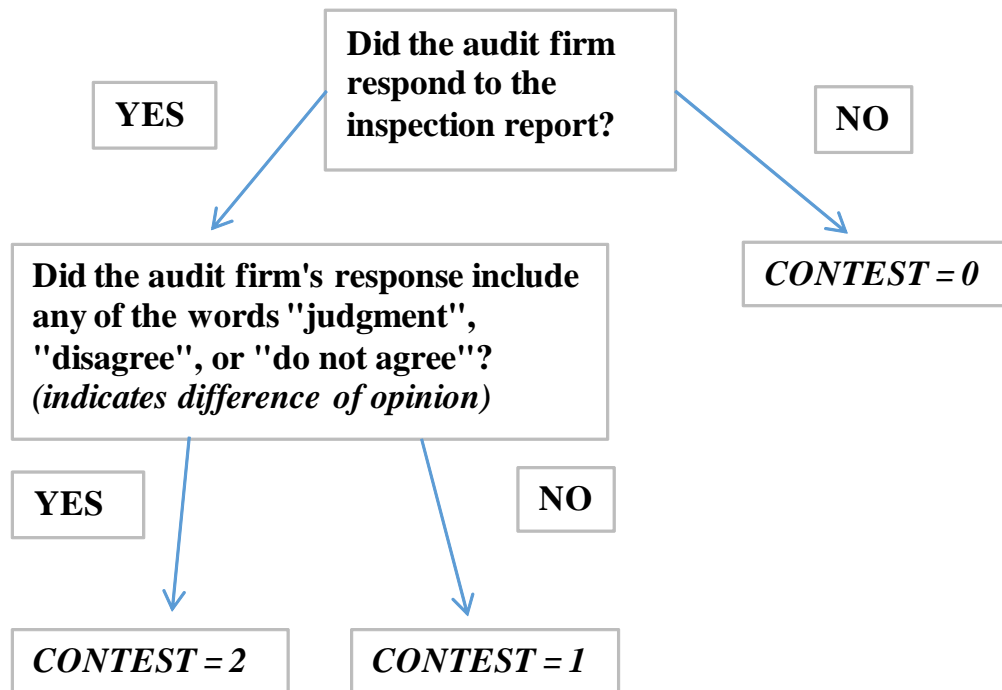 Did the audit firm
respond to the
inspection report?
YES
NO
Did the audit firm's response include
any of the words "judgment",
"disagree", or "do not agree"?
(indicates difference of opinion)
CONTEST = 0
YES
NO
CONTEST = 2
CONTEST = 1